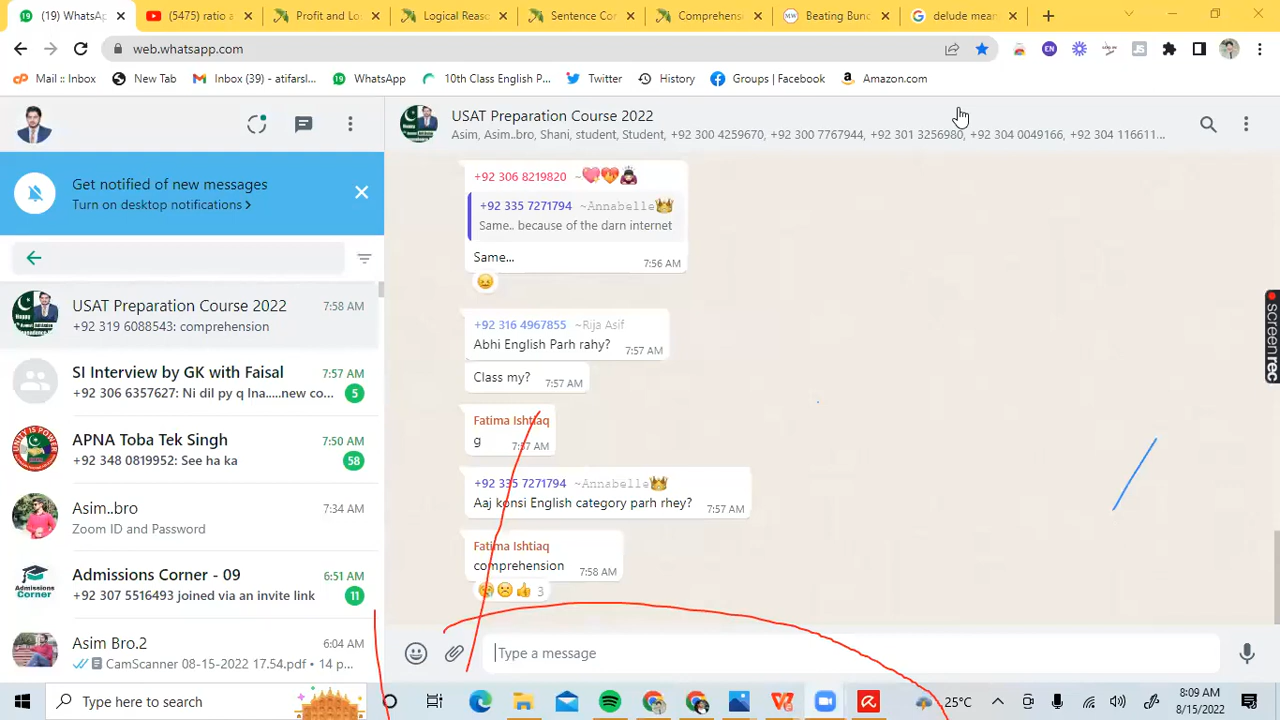 (19) WhatsA
(5475) ratio a
Profit and Lo
Logical Reaso
Sentence Cor
Comprehens
Beating Bunc
delude mean
web.whatsapp.com
Mail :: Inbox
New Tab
Inbox (39) - atifarsl...
WhatsApp
10th Class English P...
Twitter
History
Groups | Facebook
Amazon.com
USAT Preparation Course 2022
Asim, Asim..bro, Shani, student, Student, +92 300 4259670, +92 300 7767944, +92 301 3256980, +92 304 0049166, +92 304 116611...
Get notified of new messages
Turn on desktop notifications >
USAT Preparation Course 2022
7:58 AM
+92 319 6088543: comprehension
SI Interview by GK with Faisal
7:57 AM
+92 306 6357627: Ni dil py q lna.....new co...
5
APNA Toba Tek Singh
7:50 AM
+92 348 0819952: See ha ka
58
Asim..bro
7:34 AM
Zoom ID and Password
Admissions Corner - 09
6:51 AM
+92 307 5516493 joined via an invite link
11
Asim Bro.2
6:04 AM
CamScanner 08-15-2022 17.54.pdf • 14 p...
+92 306 8219820 ~
+92 335 7271794 ~Annabelle
Same.. because of the darn internet
Same...
7:56 AM
+92 316 4967855 ~Rija Asif
Abhi English Parh rahy?
7:57 AM
Class my?
7:57 AM
Fatima Ishtiaq
g
7:57 AM
+92 335 7271794 ~Annabelle
Aaj konsi English category parh rhey?
7:57 AM
Fatima Ishtiaq
comprehension
7:58 AM
3
Type a message
screenrec
Type here to search
25°C
8:09 AM
8/15/2022